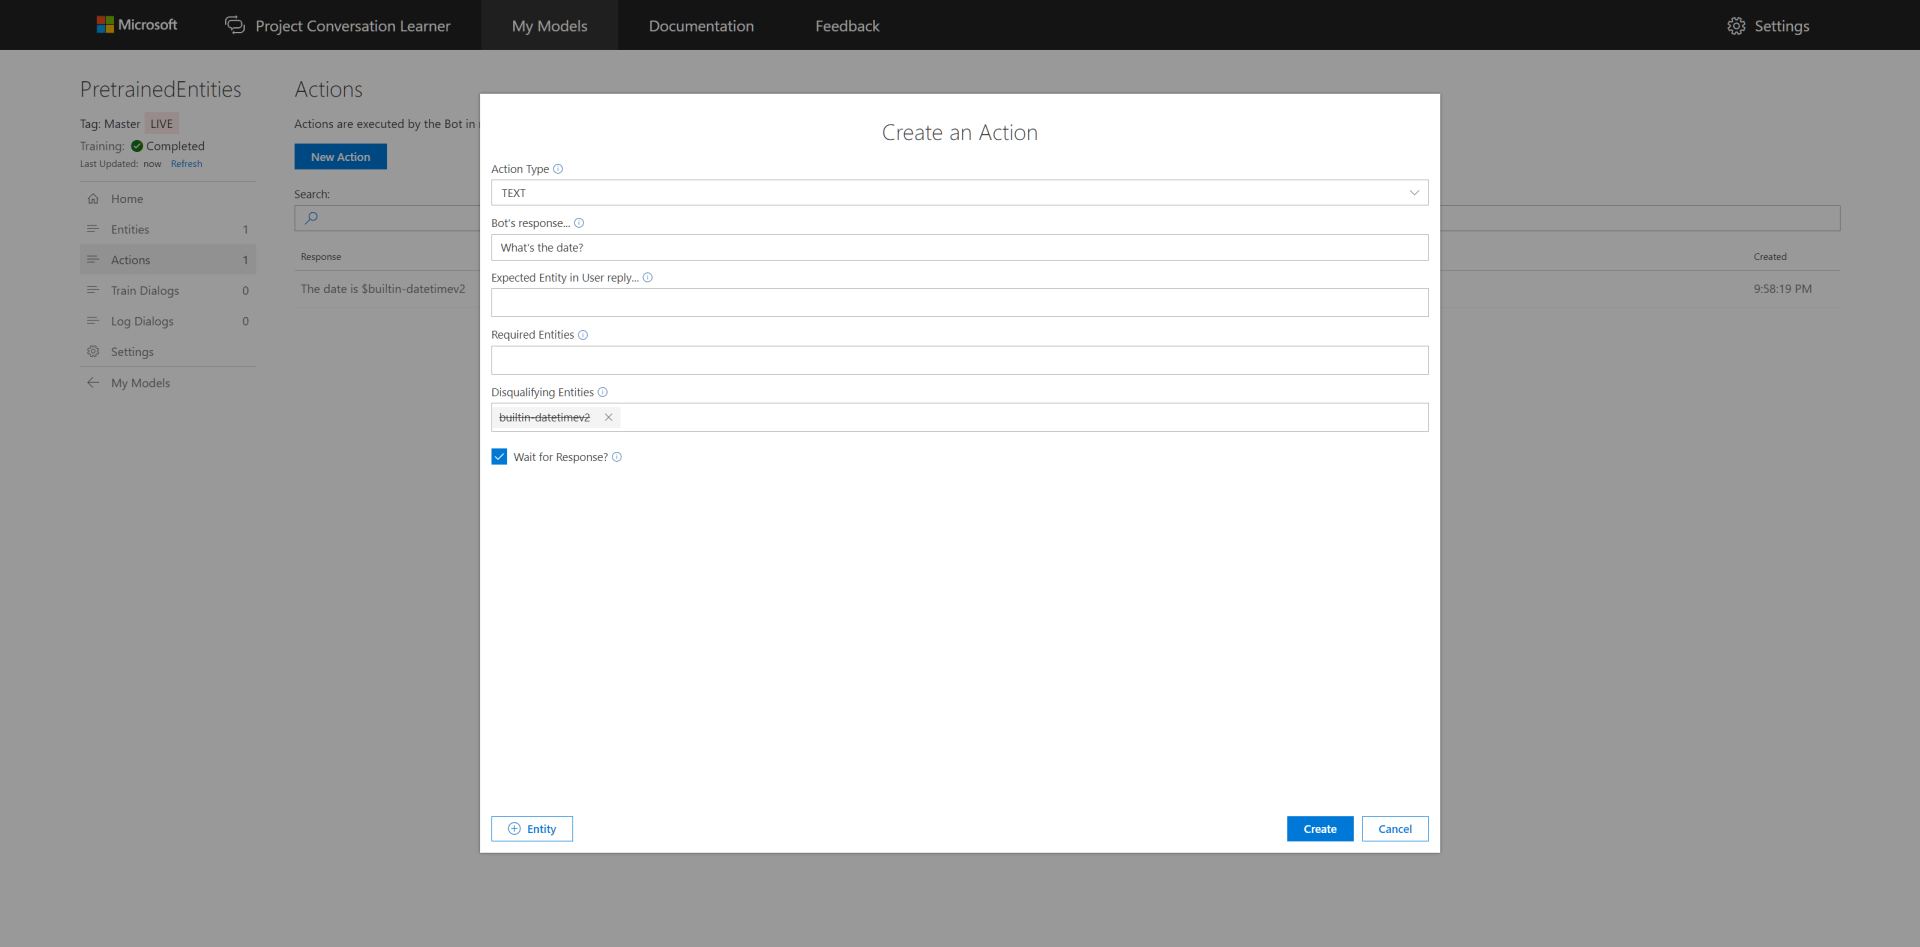 Microsoft Project Conversation Learner My Models Documentation Feedback Settings
PretrainedEntities
Tag: Master LIVE
Training: Completed
Last Updated: now Refresh
Home
Entities 1
Actions 1
Train Dialogs 0
Log Dialogs 0
Settings
My Models
Actions
Actions are executed by the Bot in
New Action
Search:
Response Created
The date is $builtin-datetimev2 9:58:19 PM
Create an Action
Action Type
TEXT
Bot's response...
What's the date?
Expected Entity in User reply...
Required Entities
Disqualifying Entities
builtin-datetimev2
Wait for Response?
Entity Create Cancel